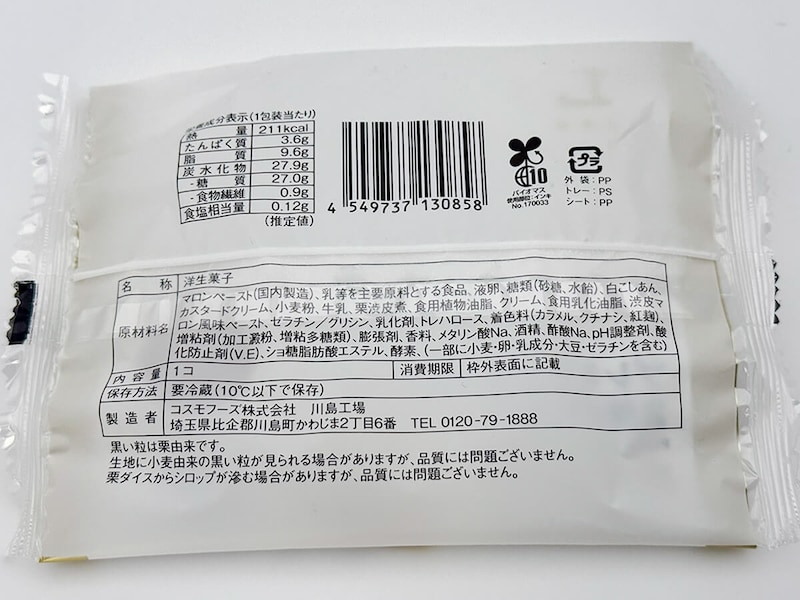 栄養成分表示(1包装当たり)
熱量 211kcal
たんぱく質 3.6g
脂質 9.6g
炭水化物 27.9g
-糖質 27.0g
-食物繊維 0.9g
食塩相当量 0.12g
(推定値)
4 549737 130858
10
バイオマス
使用部位:インキ
No.170033
プラ
外袋:PP
トレー:PS
シート:PP
名称 洋生菓子
原材料名 マロンペースト(国内製造)、乳等を主要原料とする食品、液卵、糖類(砂糖、水飴)、白こしあん、
カスタードクリーム、小麦粉、牛乳、栗渋皮煮、食用植物油脂、クリーム、食用乳化油脂、渋皮マ
ロン風味ペースト、ゼラチン/グリシン、乳化剤、トレハロース、着色料(カラメル、クチナシ、紅麹)、
増粘剤(加工澱粉、増粘多糖類)、膨張剤、香料、メタリン酸Na、酒精、酢酸Na、pH調整剤、酸
化防止剤(V.E)、ショ糖脂肪酸エステル、酵素、(一部に小麦・卵・乳成分・大豆・ゼラチンを含む)
内容量 1コ 消費期限 枠外表面に記載
保存方法 要冷蔵(10℃以下で保存)
製造者 コスモフーズ株式会社 川島工場
埼玉県比企郡川島町かわじま2丁目6番 TEL 0120-79-1888
黒い粒は栗由来です。
生地に小麦由来の黒い粒が見られる場合がありますが、品質には問題ございません。
栗ダイスからシロップが滲む場合がありますが、品質には問題ございません。